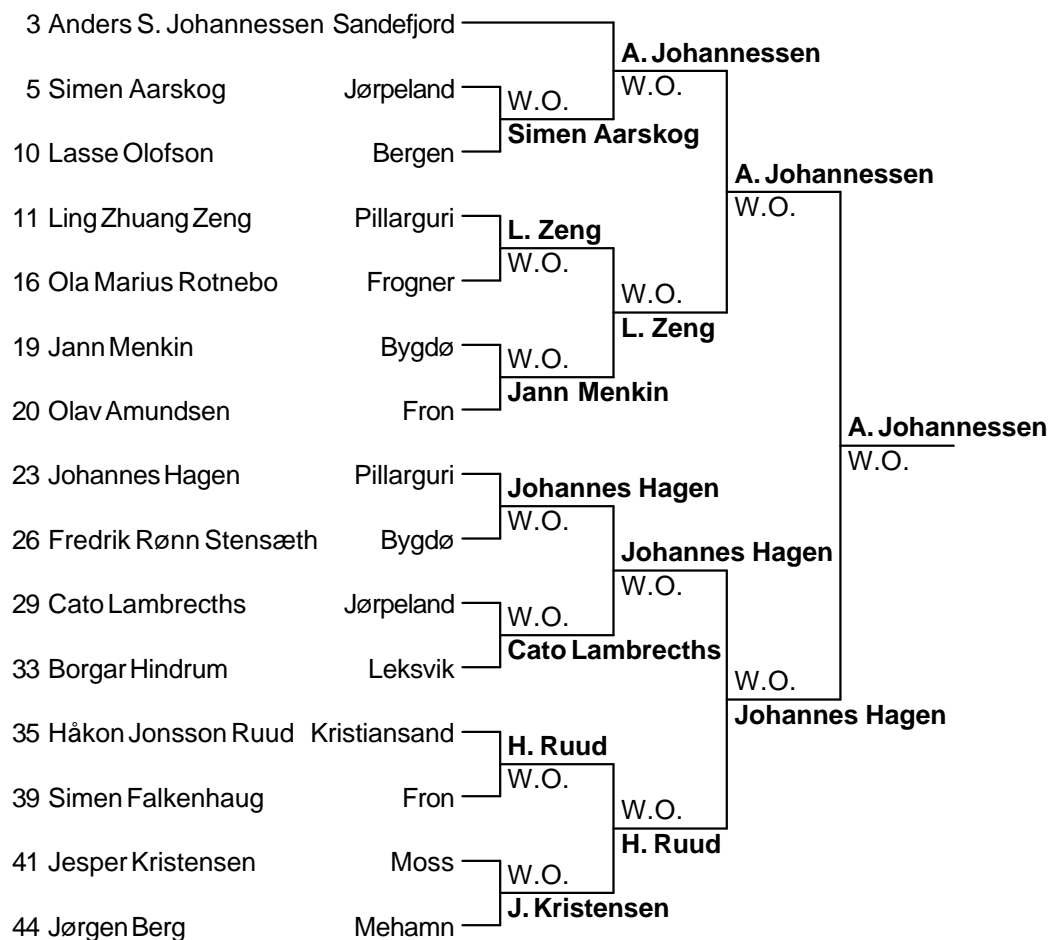 3 Anders S. Johannessen Sandefjord
A. Johannessen
W.O.
5 Simen Aarskog Jørpeland
W.O.
Simen Aarskog
10 Lasse Olofson Bergen
A. Johannessen
W.O.
11 Ling Zhuang Zeng Pillarguri
L. Zeng
W.O.
16 Ola Marius Rotnebo Frogner
W.O.
L. Zeng
19 Jann Menkin Bygdø
W.O.
Jann Menkin
20 Olav Amundsen Fron
A. Johannessen
W.O.
23 Johannes Hagen Pillarguri
Johannes Hagen
W.O.
26 Fredrik Rønn Stensæth Bygdø
Johannes Hagen
W.O.
29 Cato Lambrecths Jørpeland
W.O.
Cato Lambrecths
33 Borgar Hindrum Leksvik
W.O.
Johannes Hagen
35 Håkon Jonsson Ruud Kristiansand
H. Ruud
W.O.
39 Simen Falkenhaug Fron
W.O.
H. Ruud
41 Jesper Kristensen Moss
W.O.
J. Kristensen
44 Jørgen Berg Mehamn